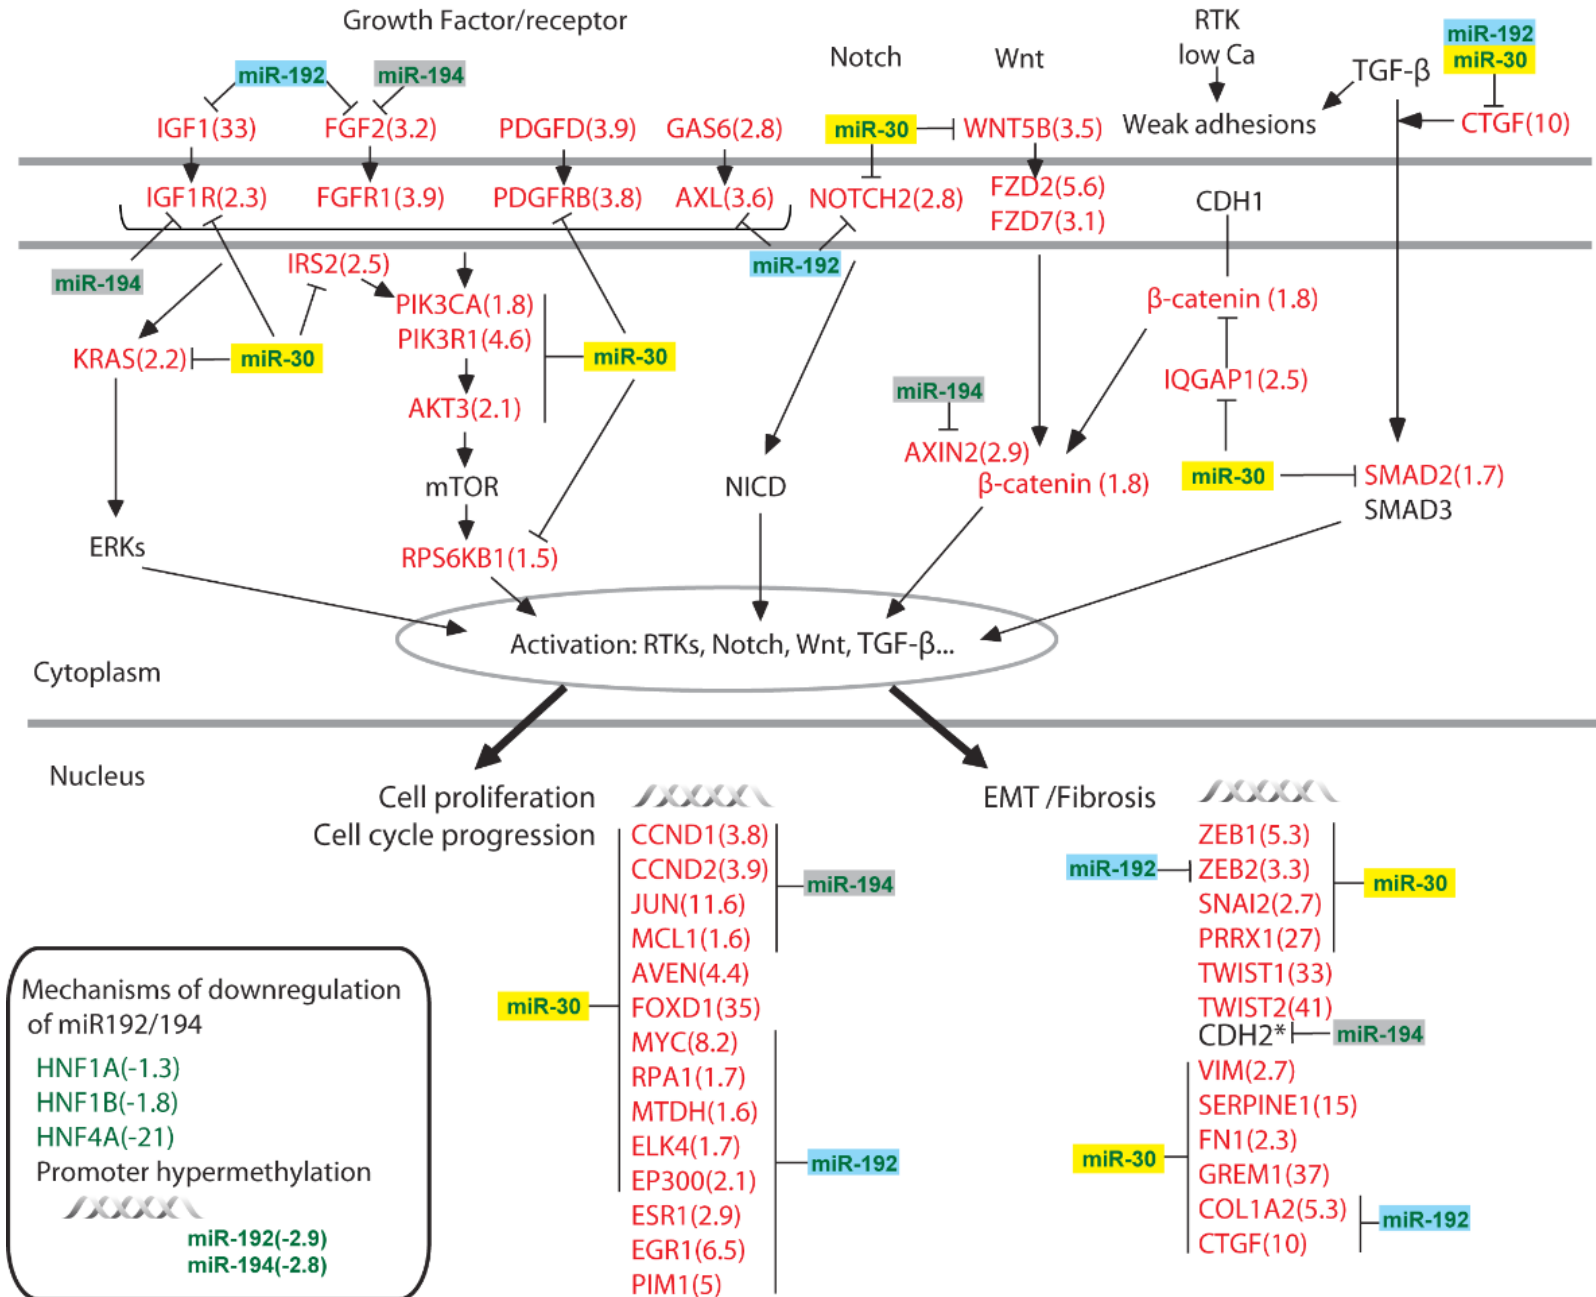 Growth Factor/receptor
Notch
Wnt
RTK
low Ca
miR-192
miR-30
TGF-β
miR-192
miR-194
IGF1(33)
FGF2(3.2)
PDGFD(3.9)
GAS6(2.8)
miR-30
WNT5B(3.5)
Weak adhesions
CTGF(10)
IGF1R(2.3)
FGFR1(3.9)
PDGFRB(3.8)
AXL(3.6)
NOTCH2(2.8)
FZD2(5.6)
FZD7(3.1)
CDH1
miR-194
IRS2(2.5)
miR-192
PIK3CA(1.8)
PIK3R1(4.6)
β-catenin (1.8)
KRAS(2.2)
miR-30
miR-30
IQGAP1(2.5)
AKT3(2.1)
miR-194
AXIN2(2.9)
β-catenin (1.8)
mTOR
NICD
miR-30
SMAD2(1.7)
SMAD3
ERKs
RPS6KB1(1.5)
Activation: RTKs, Notch, Wnt, TGF-β...
Cytoplasm
Nucleus
Cell proliferation
Cell cycle progression
CCND1(3.8)
CCND2(3.9)
JUN(11.6)
MCL1(1.6)
AVEN(4.4)
FOXD1(35)
MYC(8.2)
RPA1(1.7)
MTDH(1.6)
ELK4(1.7)
EP300(2.1)
ESR1(2.9)
EGR1(6.5)
PIM1(5)
miR-194
miR-30
miR-192
EMT /Fibrosis
ZEB1(5.3)
ZEB2(3.3)
SNAI2(2.7)
PRRX1(27)
TWIST1(33)
TWIST2(41)
CDH2*
VIM(2.7)
SERPINE1(15)
FN1(2.3)
GREM1(37)
COL1A2(5.3)
CTGF(10)
miR-192
miR-30
miR-194
miR-30
miR-192
Mechanisms of downregulation
of miR192/194
HNF1A(-1.3)
HNF1B(-1.8)
HNF4A(-21)
Promoter hypermethylation
miR-192(-2.9)
miR-194(-2.8)